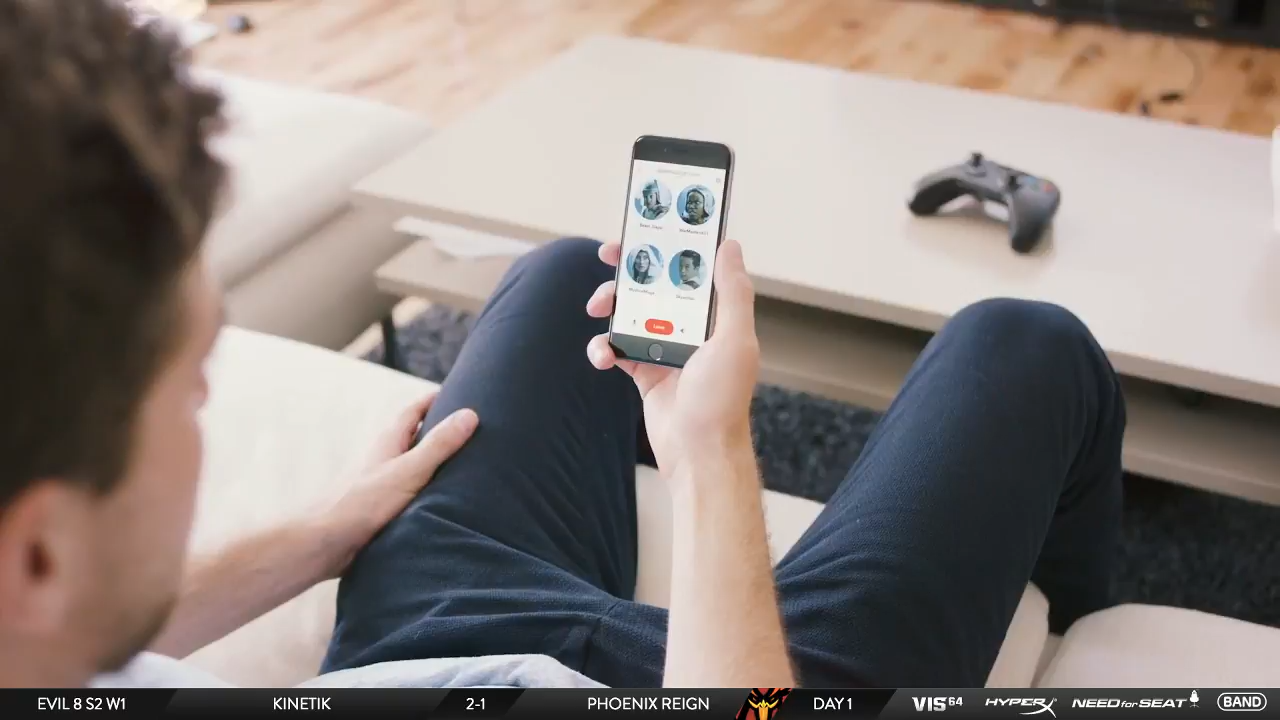 EVIL 8 S2 W1
KINETIK
2-1
PHOENIX REIGN
DAY 1
VIS64
HYPERX
NEED for SEAT
BAND